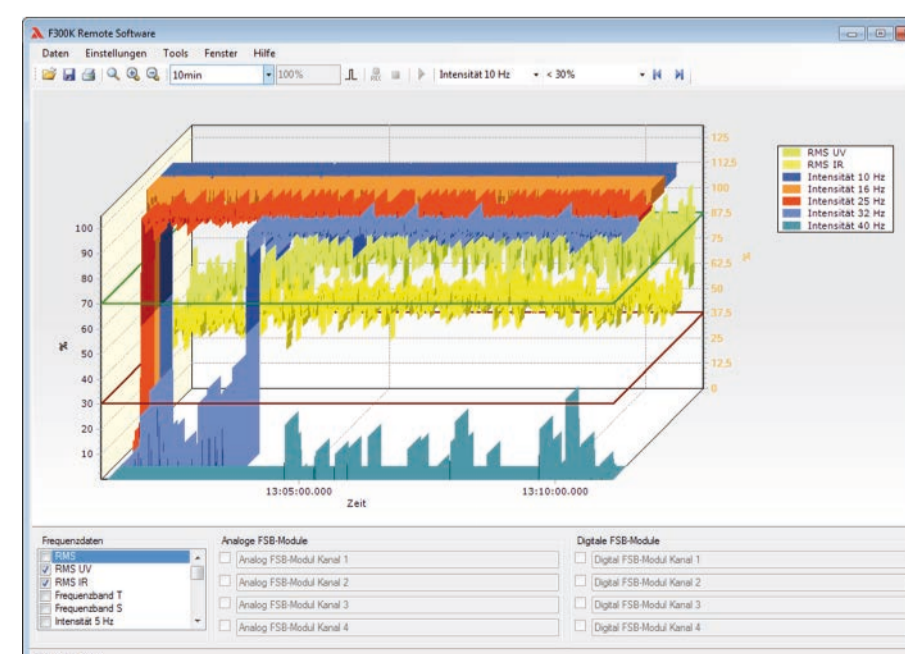 F300K Remote Software
Daten Einstellungen Tools Fenster Hilfe
10min 100% Intensität 10 Hz < 30%
RMS UV
RMS IR
Intensität 10 Hz
Intensität 16 Hz
Intensität 25 Hz
Intensität 32 Hz
Intensität 40 Hz
125
112,5
100
87,5
75
62,5
50
37,5
25
12,5
0
%
100
90
80
70
60
50
40
30
20
10
%
13:05:00.000 13:10:00.000
Zeit
Frequenzdaten
RMS
RMS UV
RMS IR
Frequenzband T
Frequenzband S
Intensität 5 Hz
Analoge FSB-Module
Analog FSB-Modul Kanal 1
Analog FSB-Modul Kanal 2
Analog FSB-Modul Kanal 3
Analog FSB-Modul Kanal 4
Digitale FSB-Module
Digital FSB-Modul Kanal 1
Digital FSB-Modul Kanal 2
Digital FSB-Modul Kanal 3
Digital FSB-Modul Kanal 4